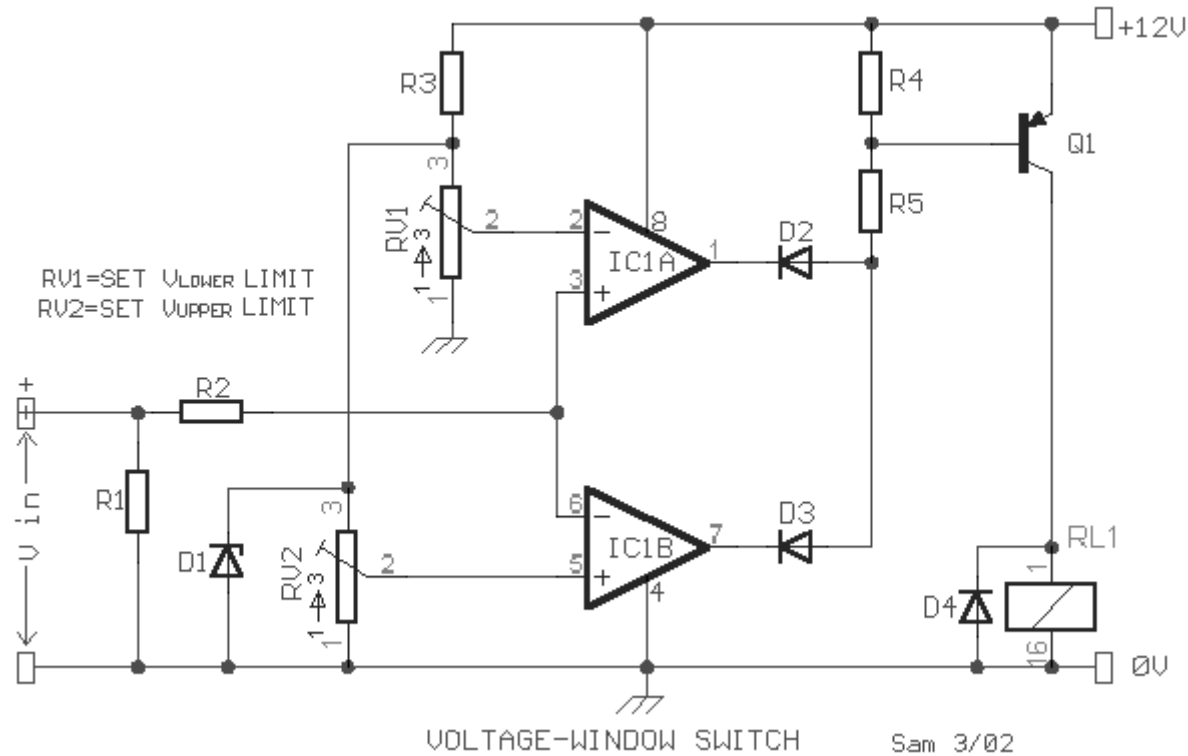 +12V
R3
R4
Q1
3
RV1
1→3
2
1
2
−
8
IC1A
3
+
1
D2
R5
RV1=SET VLOWER LIMIT
RV2=SET VUPPER LIMIT
+
R2
V in
R1
D1
3
RV2
1→3
2
1
6
−
IC1B
5
+
7
4
D3
RL1
1
D4
16
0V
VOLTAGE-WINDOW SWITCH
Sam 3/02